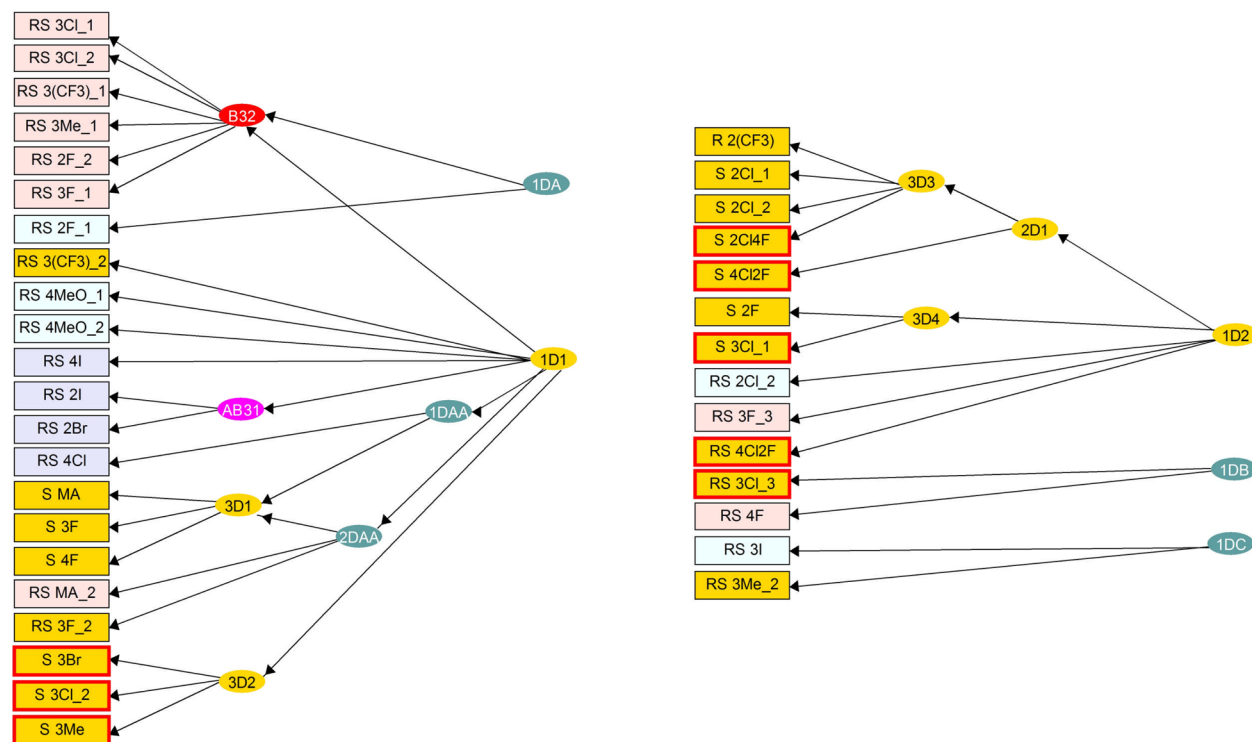 RS 3Cl_1
RS 3Cl_2
RS 3(CF3)_1
RS 3Me_1
RS 2F_2
RS 3F_1
RS 2F_1
RS 3(CF3)_2
RS 4MeO_1
RS 4MeO_2
RS 4I
RS 2I
RS 2Br
RS 4Cl
S MA
S 3F
S 4F
RS MA_2
RS 3F_2
S 3Br
S 3Cl_2
S 3Me
B32
1DA
1D1
AB31
1DAA
3D1
2DAA
3D2
R 2(CF3)
S 2Cl_1
S 2Cl_2
S 2Cl4F
S 4Cl2F
S 2F
S 3Cl_1
RS 2Cl_2
RS 3F_3
RS 4Cl2F
RS 3Cl_3
RS 4F
RS 3I
RS 3Me_2
3D3
2D1
3D4
1D2
1DB
1DC